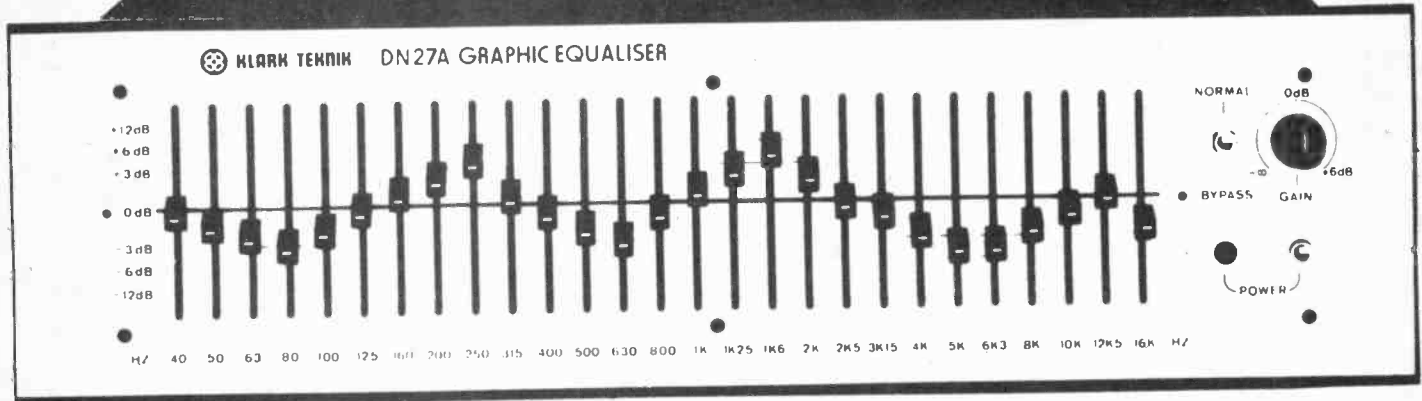 KLARK TEKNIK DN27A GRAPHIC EQUALISER
NORMAL
0dB
+12dB
+6dB
+3dB
0dB
-3dB
-6dB
-12dB
-∞
+6dB
BYPASS
GAIN
POWER
HZ 40 50 63 80 100 125 160 200 250 315 400 500 630 800 1K 1K25 1K6 2K 2K5 3K15 4K 5K 6K3 8K 10K 12K5 16K HZ